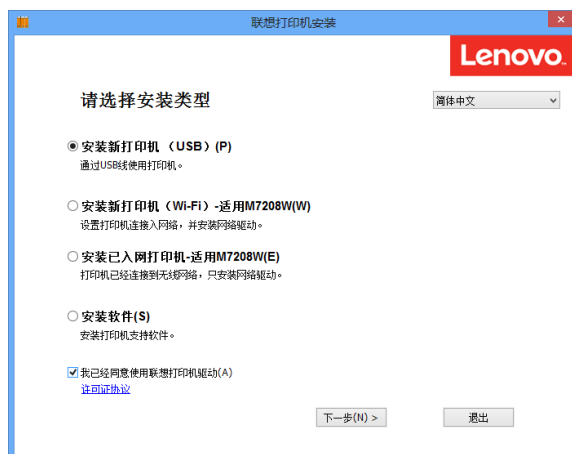 联想打印机安装
Lenovo
请选择安装类型
简体中文
安装新打印机 （USB）(P)
通过USB线使用打印机。
安装新打印机（Wi-Fi）-适用M7208W(W)
设置打印机连接入网络，并安装网络驱动。
安装已入网打印机-适用M7208W(E)
打印机已经连接到无线网络，只安装网络驱动。
安装软件(S)
安装打印机支持软件。
我已经同意使用联想打印机驱动(A)
许可证协议
下一步(N) >
退出